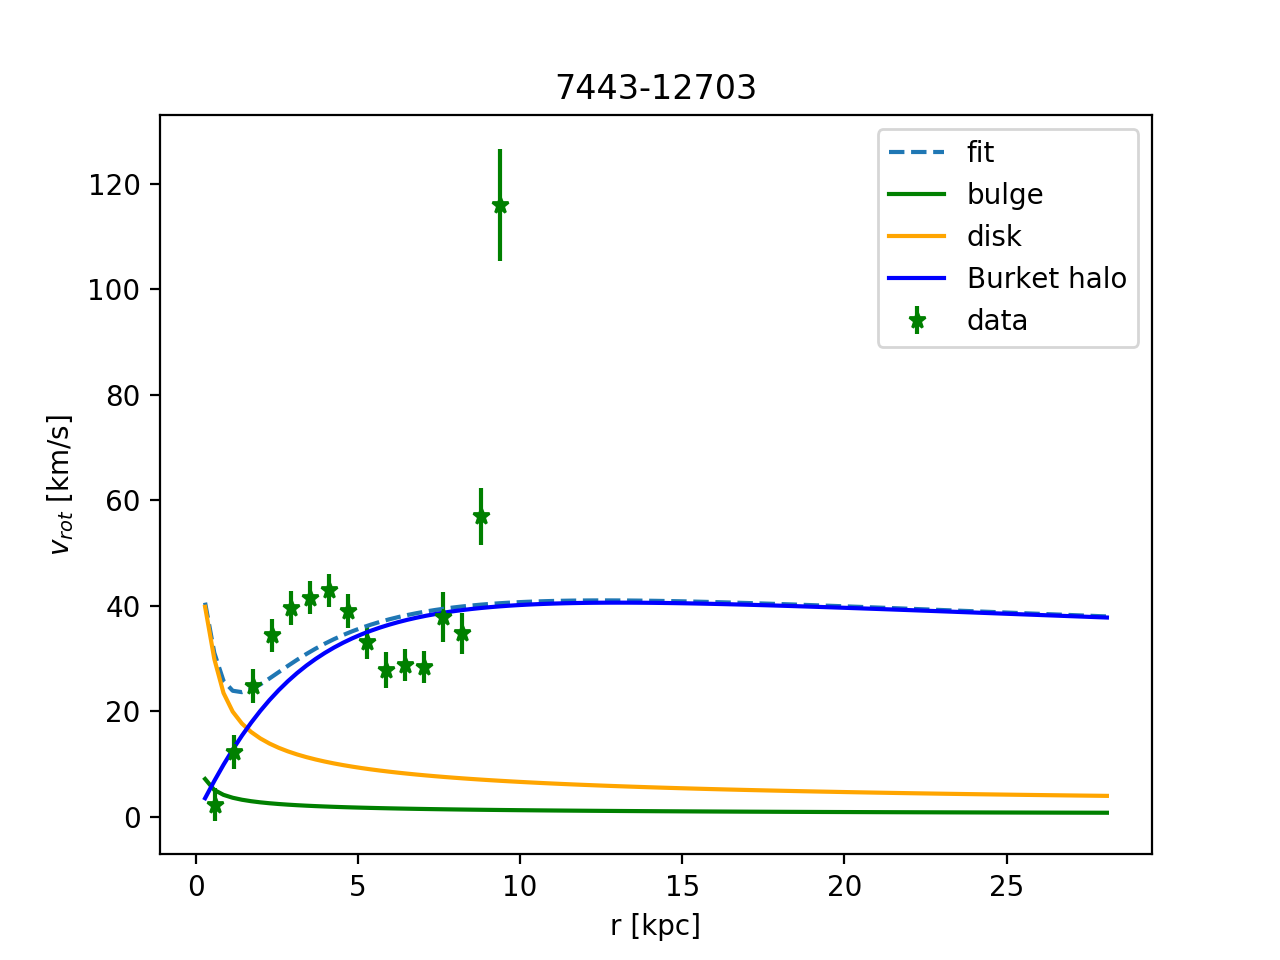 7443-12703
fit
bulge
disk
Burket halo
data
120
100
80
60
40
20
0
v_rot [km/s]
0 5 10 15 20 25
r [kpc]